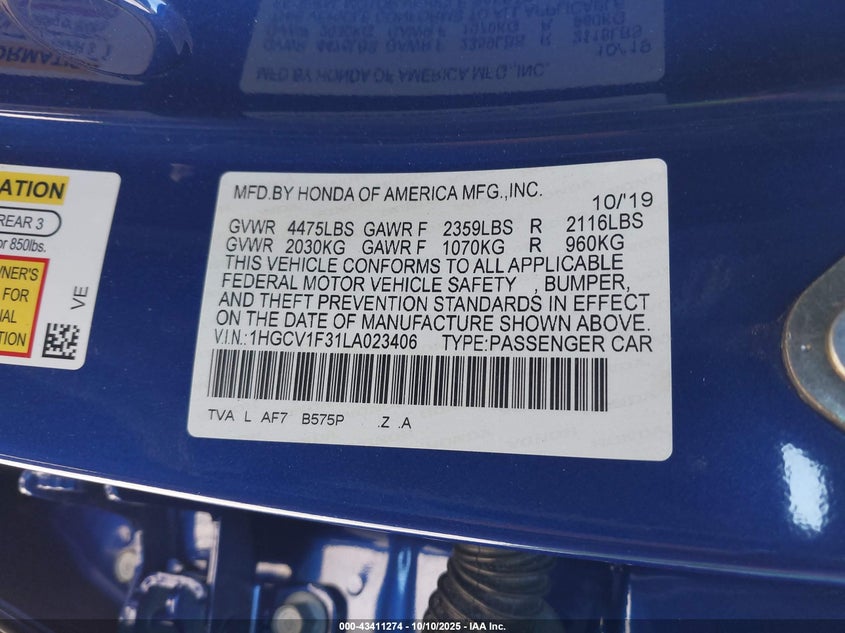 MFD.BY HONDA OF AMERICA MFG.,INC. 10/'19
GVWR 4475LBS GAWR F 2359LBS R 2116LBS
GVWR 2030KG GAWR F 1070KG R 960KG
THIS VEHICLE CONFORMS TO ALL APPLICABLE
FEDERAL MOTOR VEHICLE SAFETY , BUMPER,
AND THEFT PREVENTION STANDARDS IN EFFECT
ON THE DATE OF MANUFACTURE SHOWN ABOVE.
V.I.N.:1HGCV1F31LA023406 TYPE:PASSENGER CAR
TVA L AF7 B575P .Z .A
REAR 3
850lbs.
FOR
VE
000-43411274 - 10/10/2025 - IAA Inc.